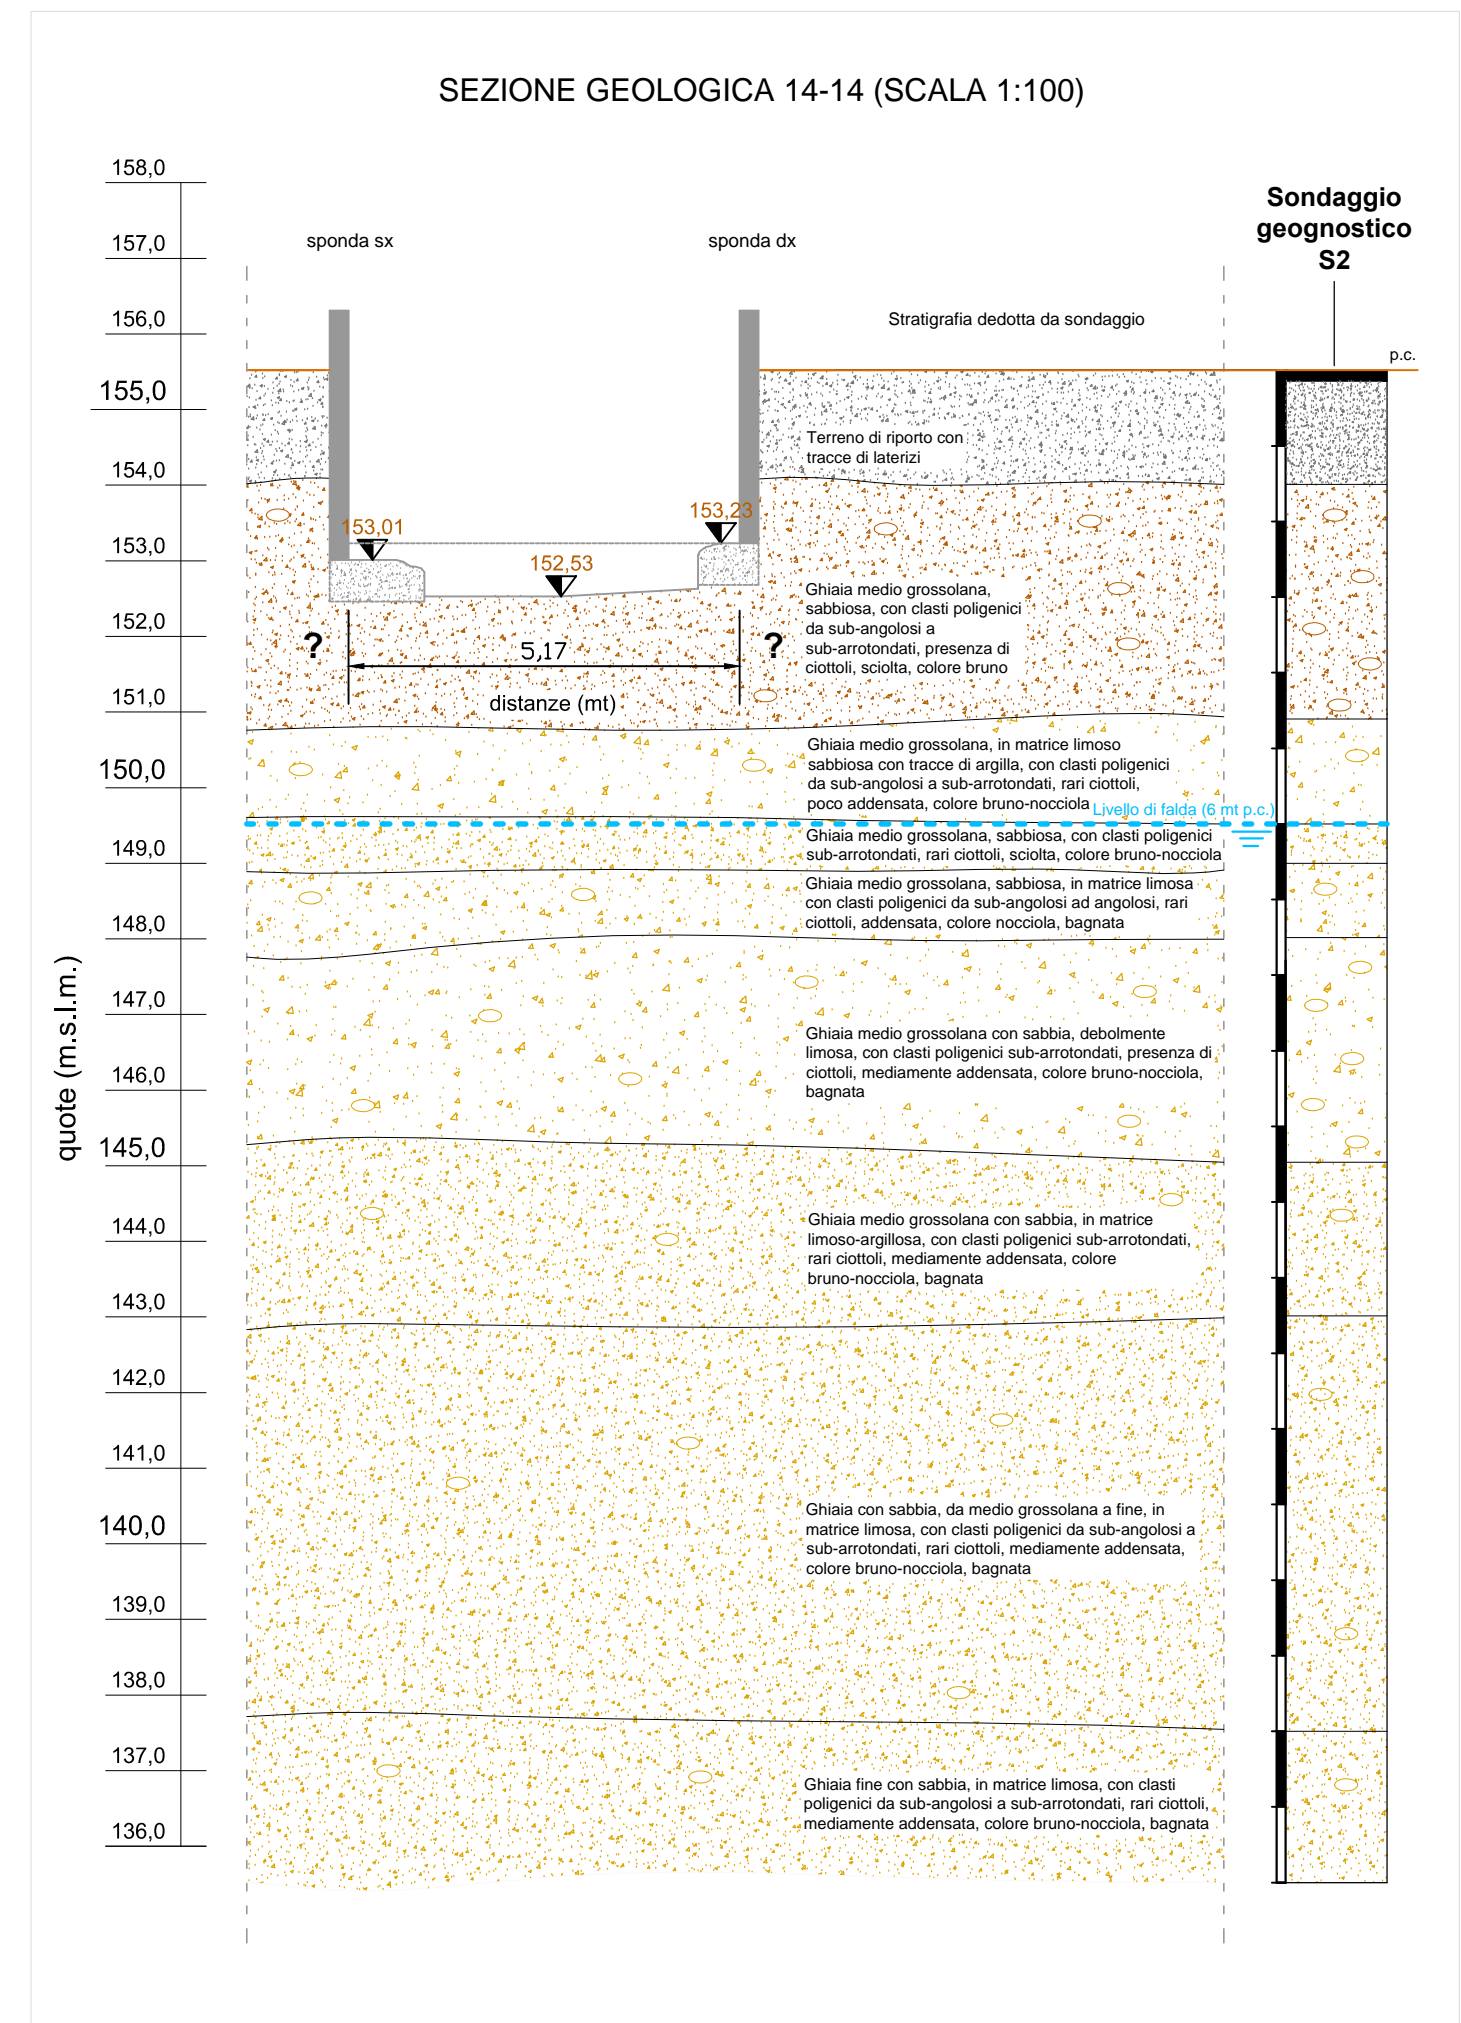 SEZIONE GEOLOGICA 14-14 (SCALA 1:100)
158,0
157,0
156,0
155,0
154,0
153,0
152,0
151,0
150,0
149,0
148,0
147,0
146,0
145,0
144,0
143,0
142,0
141,0
140,0
139,0
138,0
137,0
136,0
quote (m.s.l.m.)
sponda sx
sponda dx
Sondaggio
geognostico
S2
Stratigrafia dedotta da sondaggio
p.c.
Terreno di riporto con
tracce di laterizi
153,01
153,23
152,53
?
5,17
?
distanze (mt)
Ghiaia medio grossolana,
sabbiosa, con clasti poligenici
da sub-angolosi a
sub-arrotondati, presenza di
ciottoli, sciolta, colore bruno
Ghiaia medio grossolana, in matrice limoso
sabbiosa con tracce di argilla, con clasti poligenici
da sub-angolosi a sub-arrotondati, rari ciottoli,
poco addensata, colore bruno-nocciola
Livello di falda (6 mt p.c.)
Ghiaia medio grossolana, sabbiosa, con clasti poligenici
sub-arrotondati, rari ciottoli, sciolta, colore bruno-nocciola
Ghiaia medio grossolana, sabbiosa, in matrice limosa
con clasti poligenici da sub-angolosi ad angolosi, rari
ciottoli, addensata, colore nocciola, bagnata
Ghiaia medio grossolana con sabbia, debolmente
limosa, con clasti poligenici sub-arrotondati, presenza di
ciottoli, mediamente addensata, colore bruno-nocciola,
bagnata
Ghiaia medio grossolana con sabbia, in matrice
limoso-argillosa, con clasti poligenici sub-arrotondati,
rari ciottoli, mediamente addensata, colore
bruno-nocciola, bagnata
Ghiaia con sabbia, da medio grossolana a fine, in
matrice limosa, con clasti poligenici da sub-angolosi a
sub-arrotondati, rari ciottoli, mediamente addensata,
colore bruno-nocciola, bagnata
Ghiaia fine con sabbia, in matrice limosa, con clasti
poligenici da sub-angolosi a sub-arrotondati, rari ciottoli,
mediamente addensata, colore bruno-nocciola, bagnata